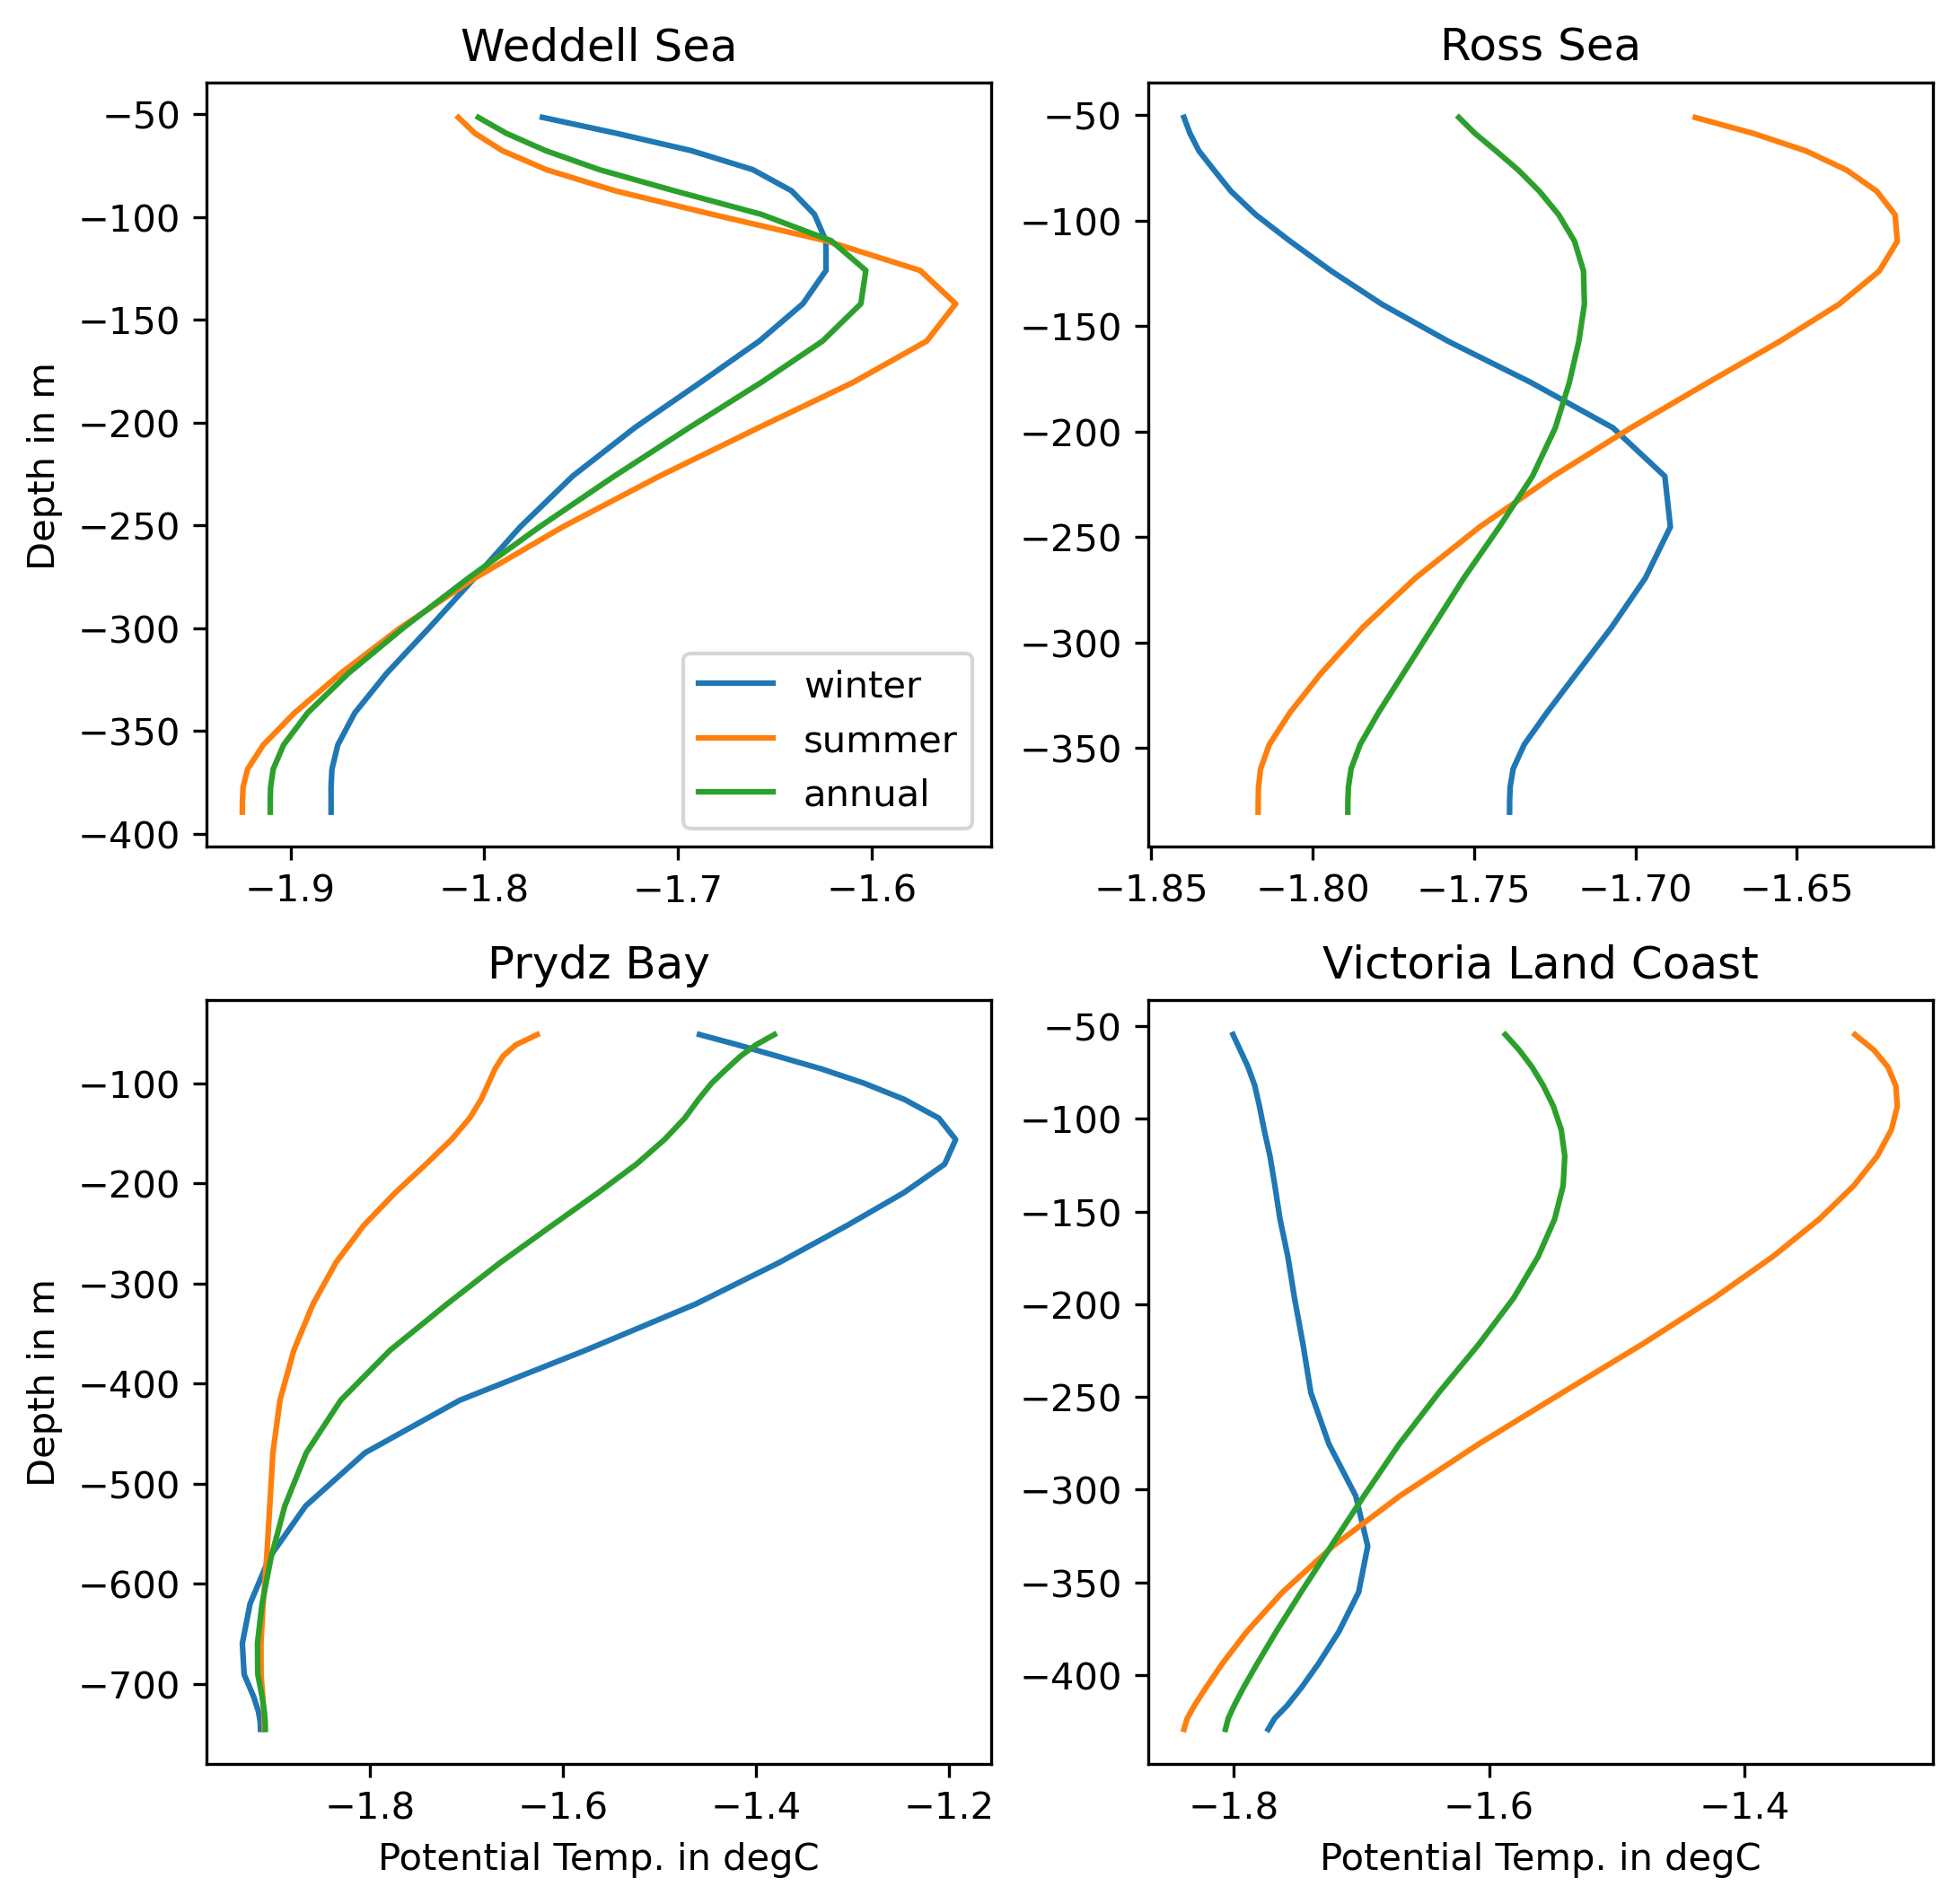 Weddell Sea
−50
−100
−150
−200
−250
−300
−350
−400
Depth in m
−1.9 −1.8 −1.7 −1.6
winter
summer
annual
Ross Sea
−50
−100
−150
−200
−250
−300
−350
−1.85 −1.80 −1.75 −1.70 −1.65
Prydz Bay
−100
−200
−300
−400
−500
−600
−700
Depth in m
−1.8 −1.6 −1.4 −1.2
Potential Temp. in degC
Victoria Land Coast
−50
−100
−150
−200
−250
−300
−350
−400
−1.8 −1.6 −1.4
Potential Temp. in degC